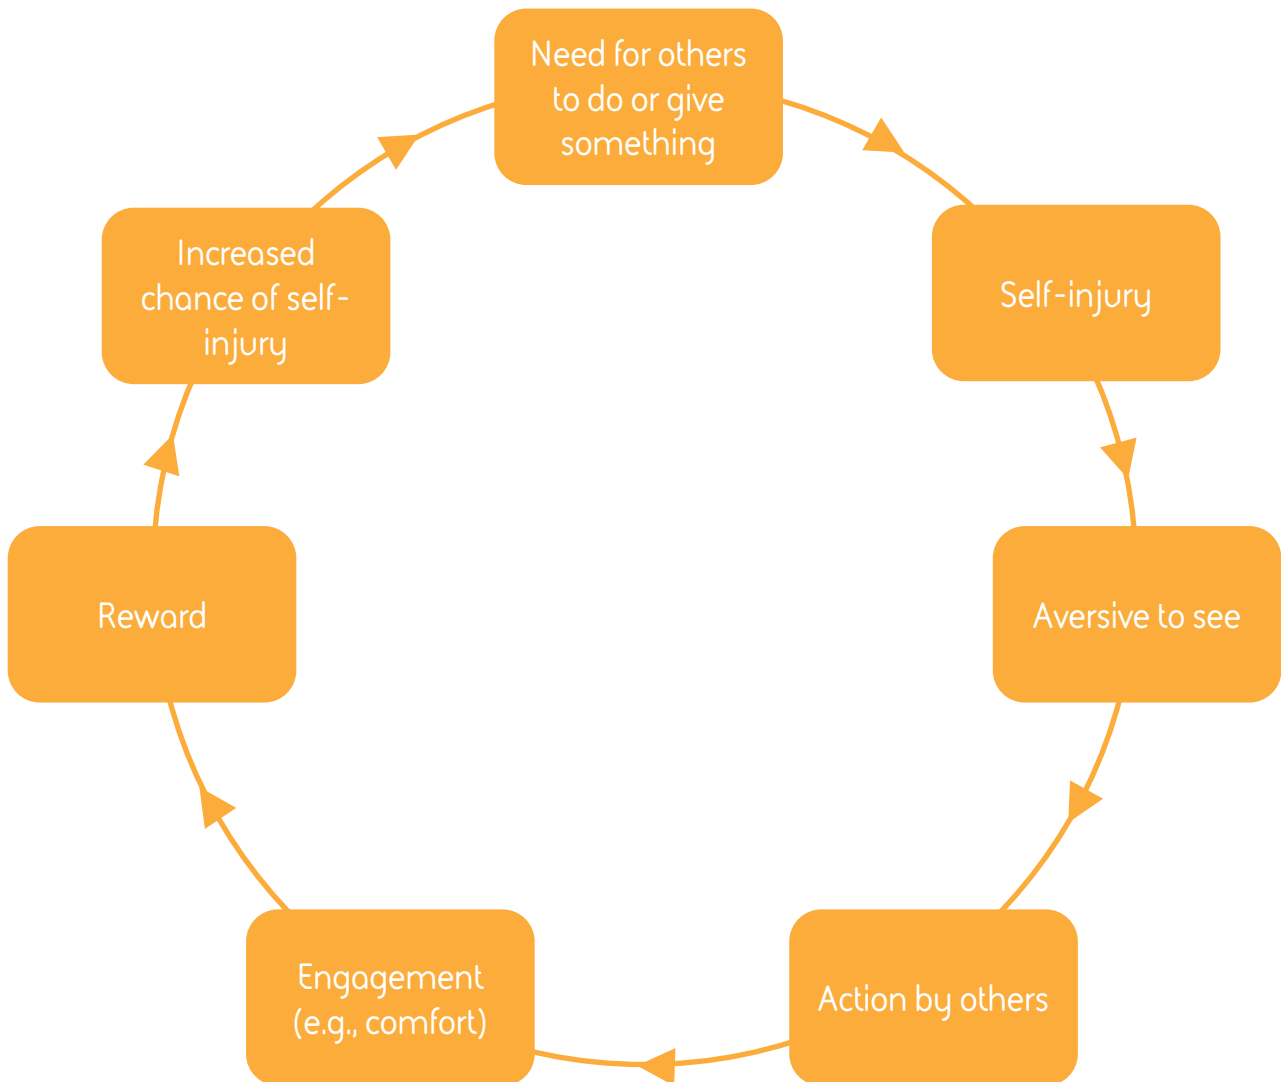 Need for others
to do or give
something
Self-injury
Aversive to see
Action by others
Engagement
(e.g., comfort)
Reward
Increased
chance of self-
injury